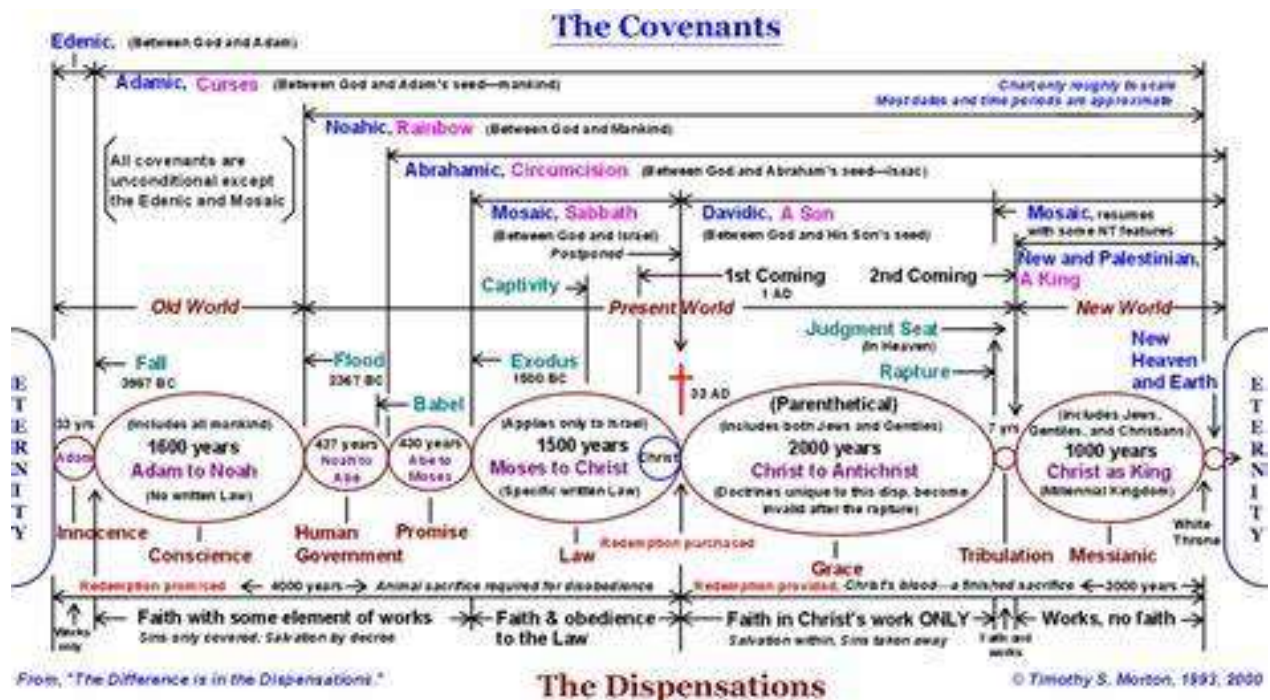 The Covenants
Edenic, (Between God and Adam)
Adamic, Curses (Between God and Adam's seed—mankind)
Chart only roughly to scale
Most dates and time periods are approximate
Noahic, Rainbow (Between God and Mankind)
(All covenants are
unconditional except
the Edenic and Mosaic)
Abrahamic, Circumcision (Between God and Abraham's seed—Isaac)
Mosaic, Sabbath
(Between God and Israel)
Postponed
Davidic, A Son
(Between God and His Son's seed)
Mosaic, resumes
with some NT features
New and Palestinian,
A King
Captivity
1st Coming
1 AD
2nd Coming
Old World
Present World
New World
Judgment Seat
(In Heaven)
Rapture
New
Heaven
and Earth
Fall
3967 BC
Flood
2367 BC
Babel
Exodus
1500 BC
33 AD
ETERNITY
33 yrs
Adam
(Includes all mankind)
1600 years
Adam to Noah
(No written Law)
427 years
Noah to
Abe
430 years
Abe to
Moses
(Applies only to Israel)
1500 years
Moses to Christ
(Specific written Law)
Christ
(Parenthetical)
(Includes both Jews and Gentiles)
2000 years
Christ to Antichrist
(Doctrines unique to this disp. become
invalid after the rapture)
7 yrs
(Includes Jews,
Gentiles, and Christians)
1000 years
Christ as King
(Millennial Kingdom)
ETERNITY
White
Throne
Innocence
Conscience
Human
Government
Promise
Law
Redemption purchased
Grace
Tribulation
Messianic
Redemption promised
4000 years
Animal sacrifice required for disobedience
Redemption provided, Christ's blood—a finished sacrifice
3000 years
Works
only
Faith with some element of works
Sins only covered, Salvation by decree
Faith & obedience
to the Law
Faith in Christ's work ONLY
Salvation within, Sins taken away
Faith and
works
Works, no faith
From, "The Difference is in the Dispensations."
The Dispensations
© Timothy S. Morton, 1993, 2000